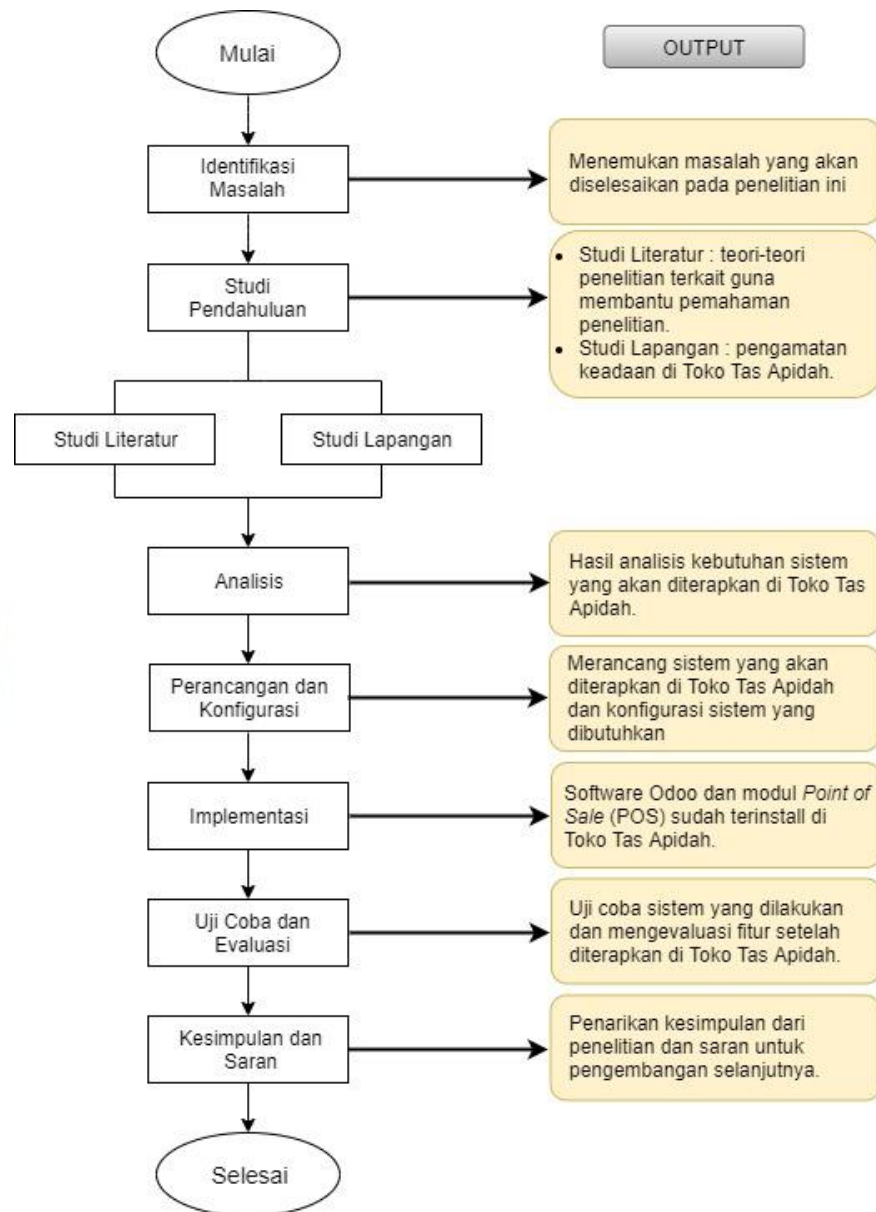 Mulai
OUTPUT
Identifikasi
Masalah
Menemukan masalah yang akan
diselesaikan pada penelitian ini
Studi
Pendahuluan
• Studi Literatur : teori-teori
penelitian terkait guna
membantu pemahaman
penelitian.
• Studi Lapangan : pengamatan
keadaan di Toko Tas Apidah.
Studi Literatur
Studi Lapangan
Analisis
Hasil analisis kebutuhan sistem
yang akan diterapkan di Toko Tas
Apidah.
Perancangan dan
Konfigurasi
Merancang sistem yang akan
diterapkan di Toko Tas Apidah
dan konfigurasi sistem yang
dibutuhkan
Implementasi
Software Odoo dan modul Point of
Sale (POS) sudah terinstall di
Toko Tas Apidah.
Uji Coba dan
Evaluasi
Uji coba sistem yang dilakukan
dan mengevaluasi fitur setelah
diterapkan di Toko Tas Apidah.
Kesimpulan dan
Saran
Penarikan kesimpulan dari
penelitian dan saran untuk
pengembangan selanjutnya.
Selesai